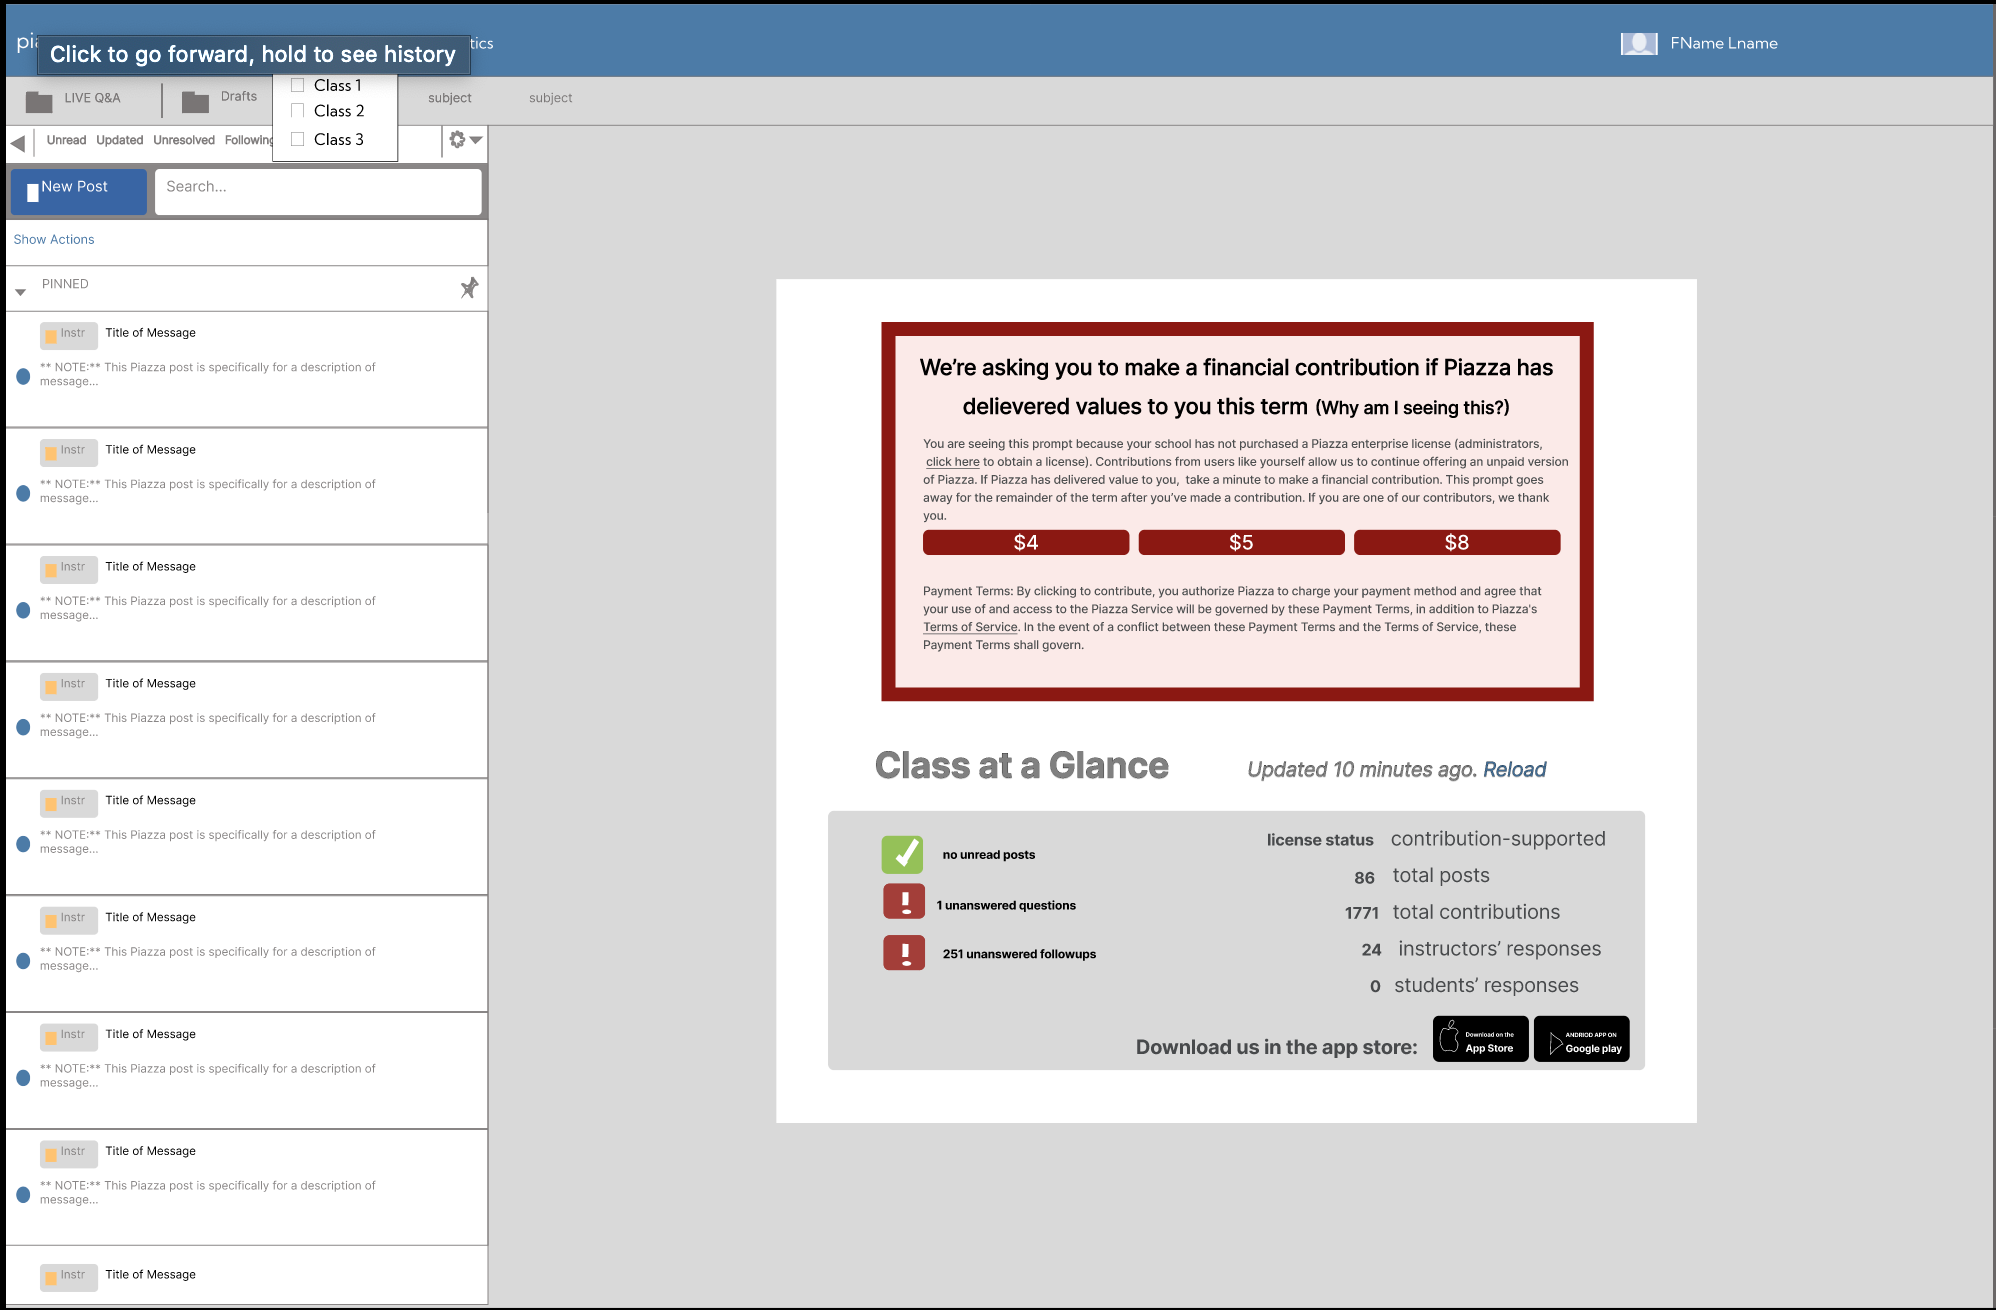 pia
Click to go forward, hold to see history
tics
FName Lname
LIVE Q&A
Drafts
Class 1
Class 2
Class 3
subject
subject
Unread Updated Unresolved Following
New Post
Search...
Show Actions
PINNED
Instr Title of Message
** NOTE:** This Piazza post is specifically for a description of
message...
Instr Title of Message
** NOTE:** This Piazza post is specifically for a description of
message...
Instr Title of Message
** NOTE:** This Piazza post is specifically for a description of
message...
Instr Title of Message
** NOTE:** This Piazza post is specifically for a description of
message...
Instr Title of Message
** NOTE:** This Piazza post is specifically for a description of
message...
Instr Title of Message
** NOTE:** This Piazza post is specifically for a description of
message...
Instr Title of Message
** NOTE:** This Piazza post is specifically for a description of
message...
Instr Title of Message
** NOTE:** This Piazza post is specifically for a description of
message...
Instr Title of Message
We're asking you to make a financial contribution if Piazza has
delievered values to you this term (Why am I seeing this?)
You are seeing this prompt because your school has not purchased a Piazza enterprise license (administrators,
click here to obtain a license). Contributions from users like yourself allow us to continue offering an unpaid version
of Piazza. If Piazza has delivered value to you, take a minute to make a financial contribution. This prompt goes
away for the remainder of the term after you've made a contribution. If you are one of our contributors, we thank
you.
$4 $5 $8
Payment Terms: By clicking to contribute, you authorize Piazza to charge your payment method and agree that
your use of and access to the Piazza Service will be governed by these Payment Terms, in addition to Piazza's
Terms of Service. In the event of a conflict between these Payment Terms and the Terms of Service, these
Payment Terms shall govern.
Class at a Glance
Updated 10 minutes ago. Reload
no unread posts
1 unanswered questions
251 unanswered followups
license status contribution-supported
86 total posts
1771 total contributions
24 instructors' responses
0 students' responses
Download us in the app store:
Download on the
App Store
ANDRIOD APP ON
Google play